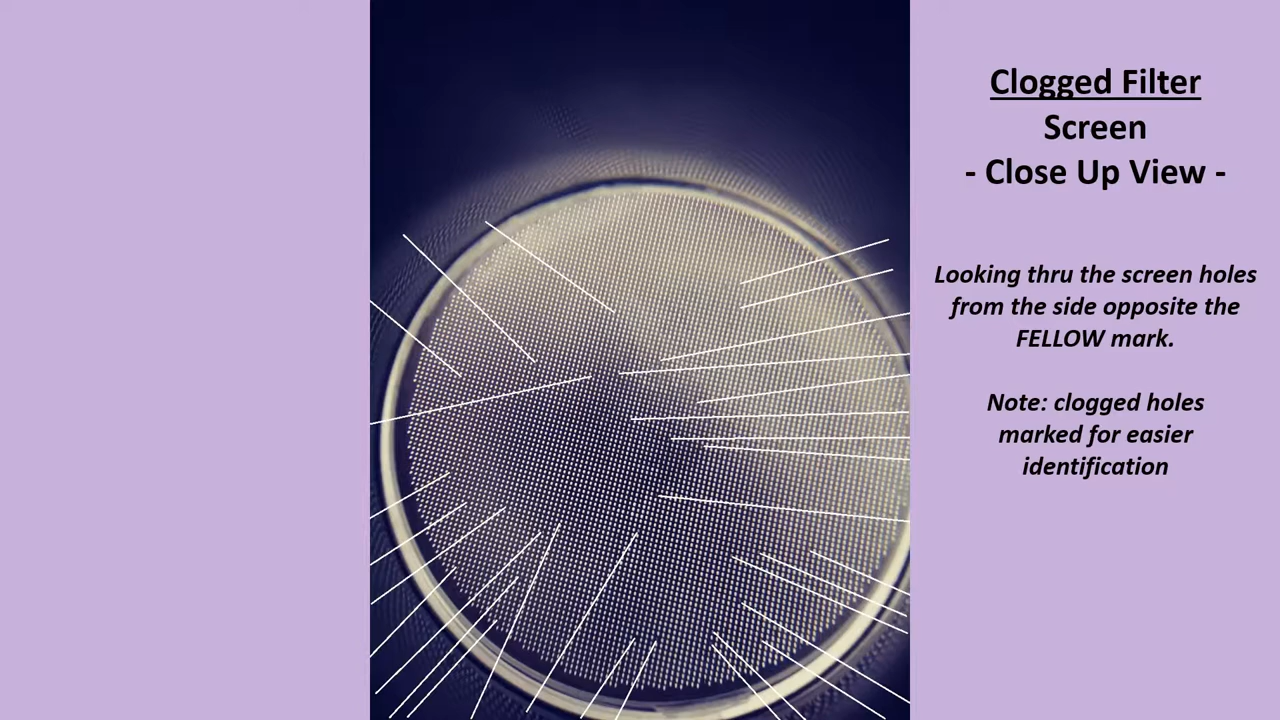 Clogged Filter
Screen
- Close Up View -
Looking thru the screen holes
from the side opposite the
FELLOW mark.
Note: clogged holes
marked for easier
identification